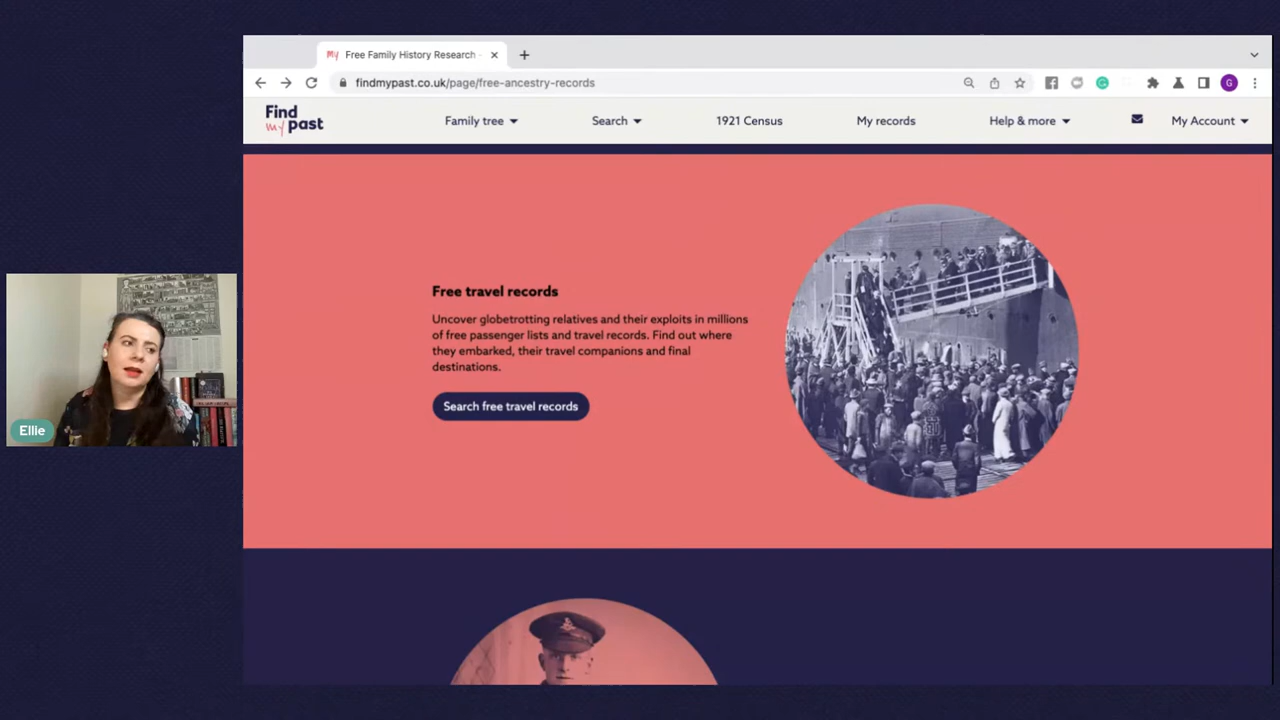 my Free Family History Research -
findmypast.co.uk/page/free-ancestry-records
G
Find
my past
Family tree
Search
1921 Census
My records
Help & more
My Account
Free travel records
Uncover globetrotting relatives and their exploits in millions
of free passenger lists and travel records. Find out where
they embarked, their travel companions and final
destinations.
Search free travel records
Ellie